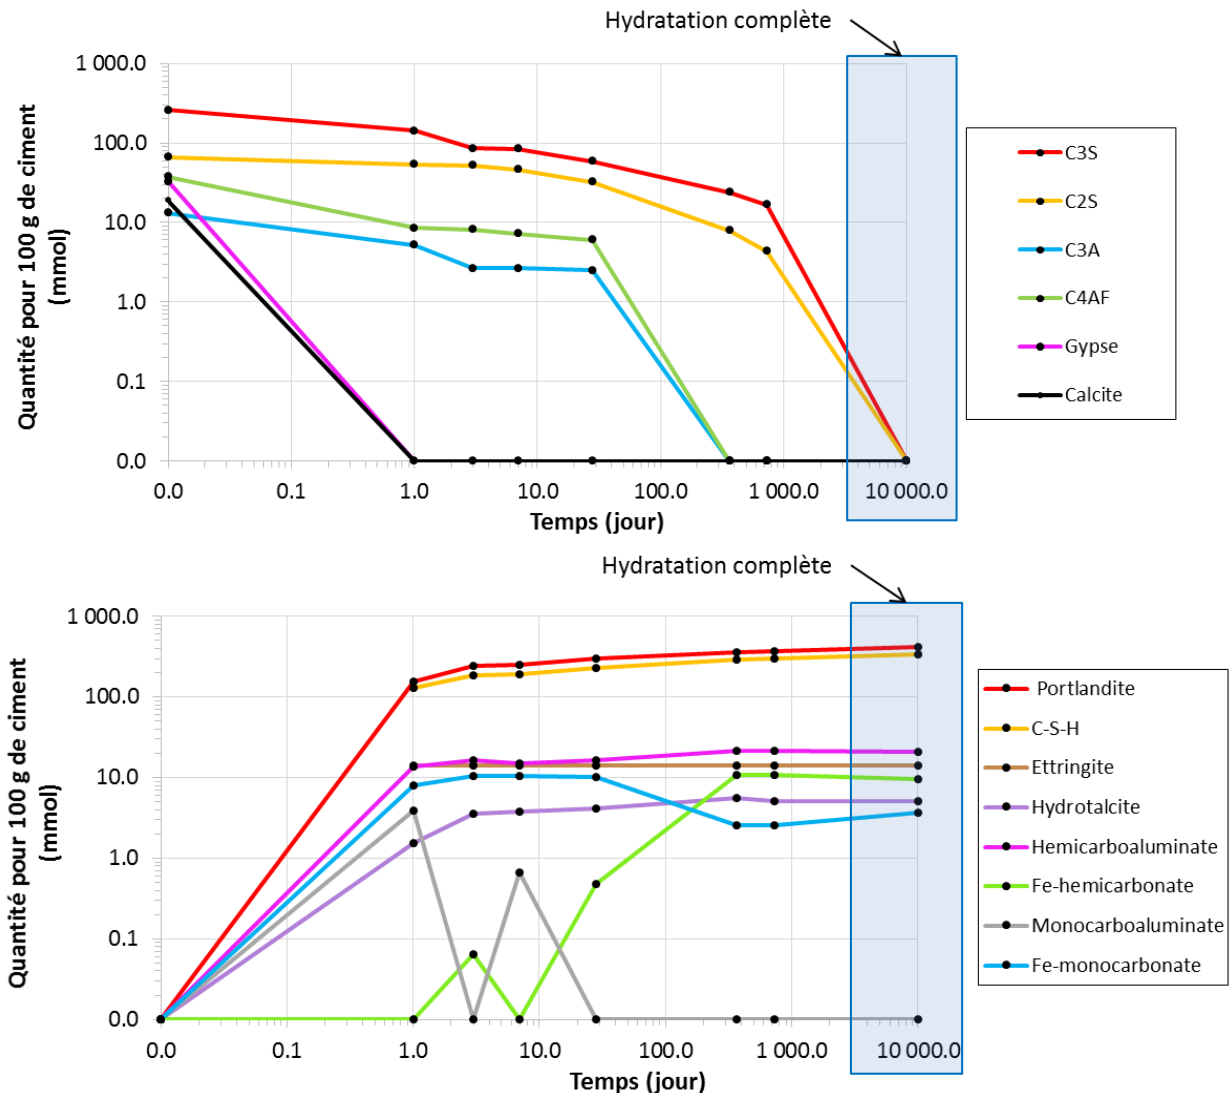 Hydratation complète
1 000.0
100.0
10.0
1.0
0.1
0.0
Quantité pour 100 g de ciment
(mmol)
0.0 0.1 1.0 10.0 100.0 1 000.0 10 000.0
Temps (jour)
C3S
C2S
C3A
C4AF
Gypse
Calcite
Hydratation complète
1 000.0
100.0
10.0
1.0
0.1
0.0
Quantité pour 100 g de ciment
(mmol)
0.0 0.1 1.0 10.0 100.0 1 000.0 10 000.0
Temps (jour)
Portlandite
C-S-H
Ettringite
Hydrotalcite
Hemicarboaluminate
Fe-hemicarbonate
Monocarboaluminate
Fe-monocarbonate